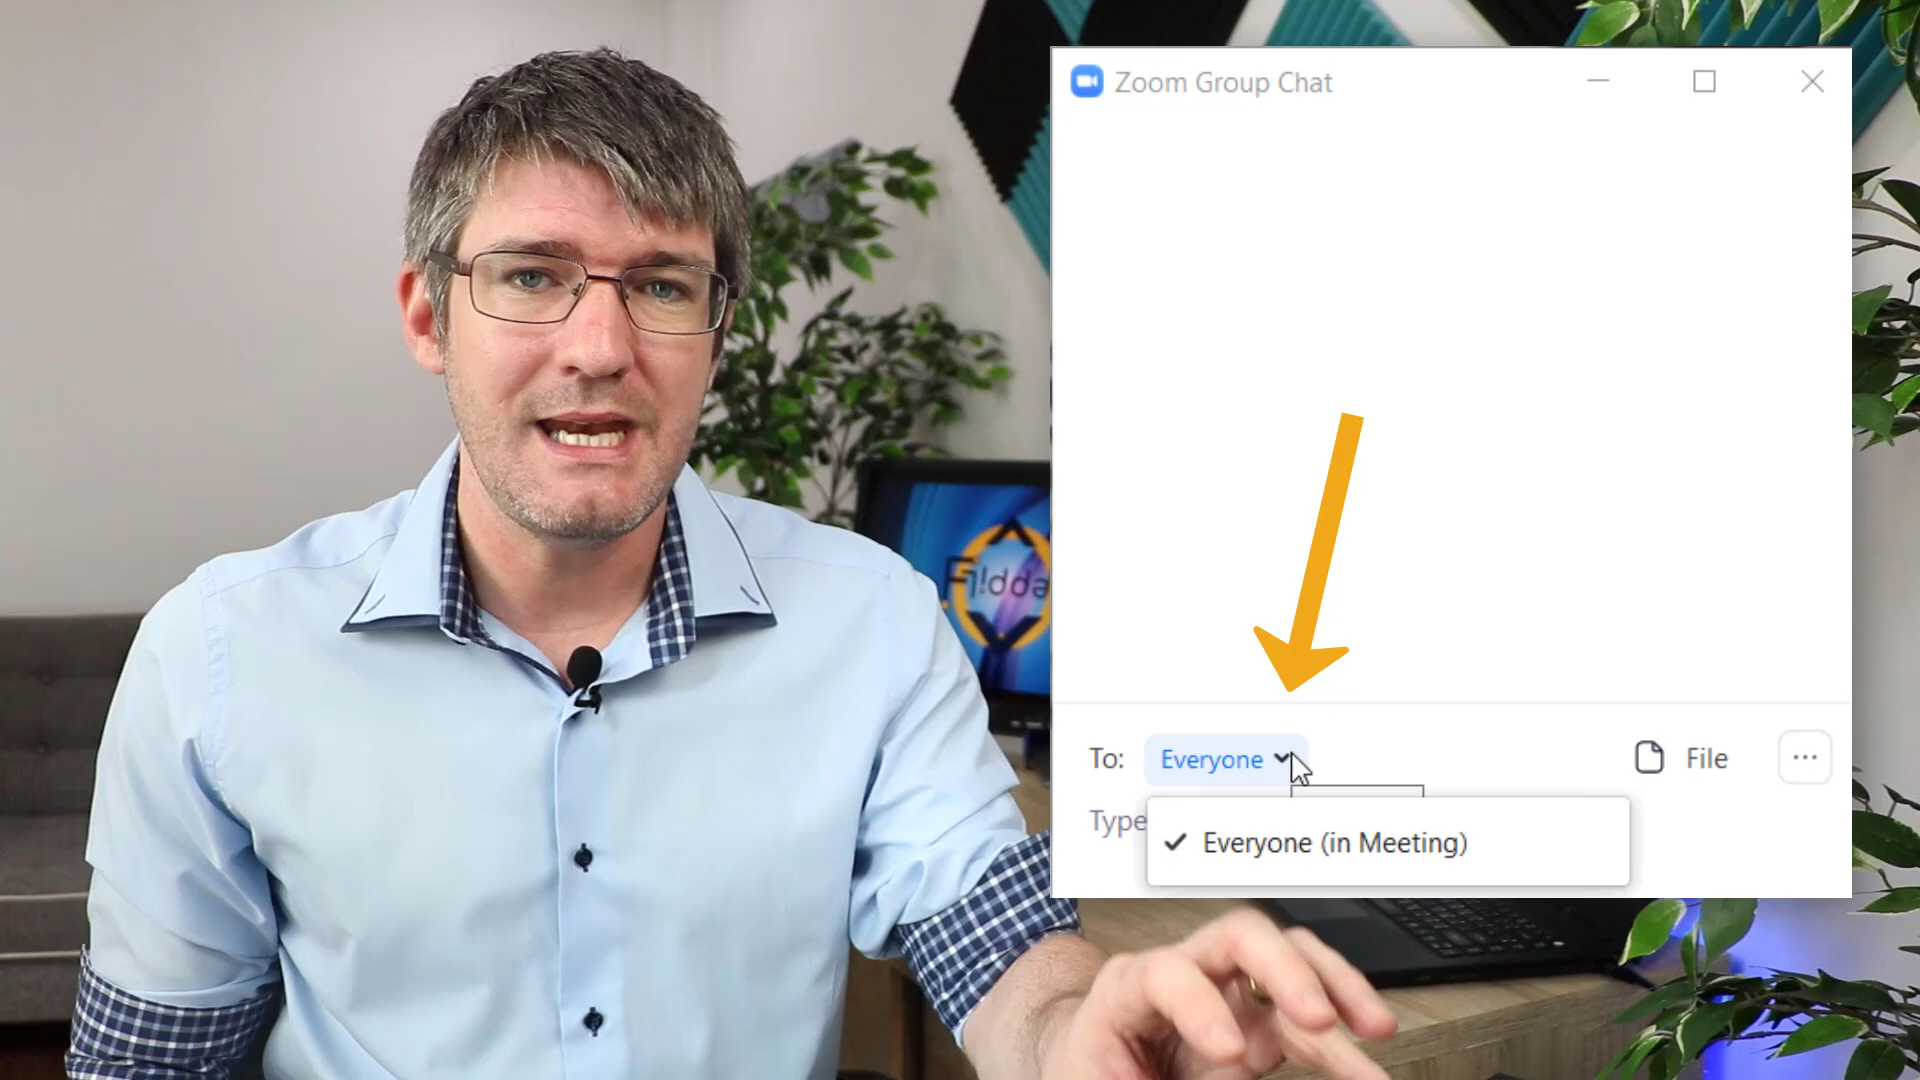 Zoom Group Chat
To: Everyone
File
Type
Everyone (in Meeting)